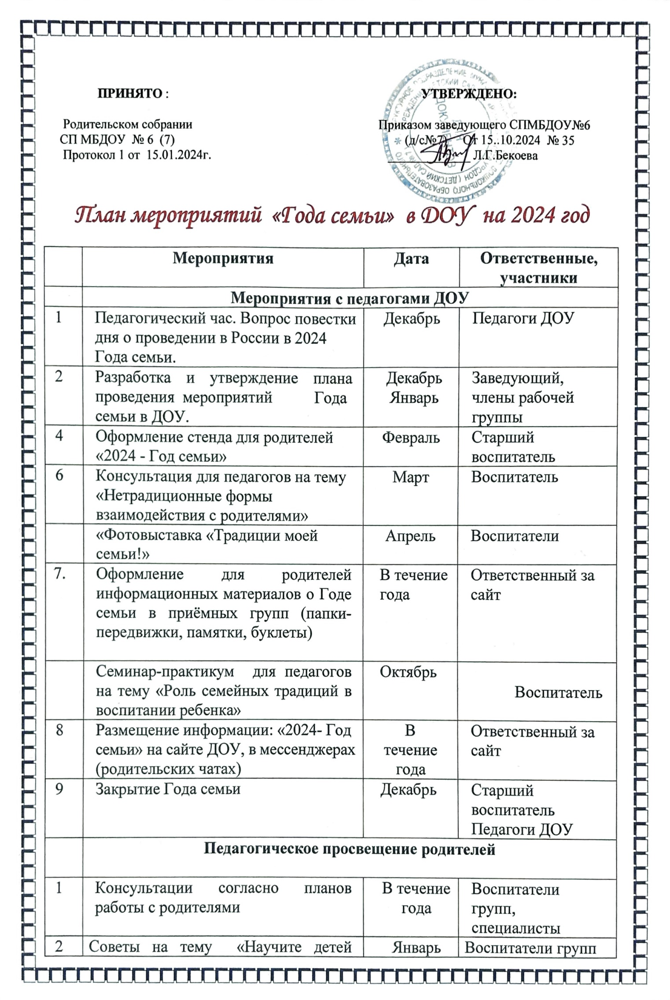 ПРИНЯТО :
УТВЕРЖДЕНО:
Родительском собрании
Приказом заведующего СПМБДОУ№6
СП МБДОУ № 6 (7)
(д/с№7) От 15..10.2024 № 35
Протокол 1 от 15.01.2024г.
Л.Г.Бекоева
План мероприятий «Года семьи» в ДОУ на 2024 год
Мероприятия
Дата
Ответственные,
участники
Мероприятия с педагогами ДОУ
1
Педагогический час. Вопрос повестки
дня о проведении в России в 2024
Года семьи.
Декабрь
Педагоги ДОУ
2
Разработка и утверждение плана
проведения мероприятий Года
семьи в ДОУ.
Декабрь
Январь
Заведующий,
члены рабочей
группы
4
Оформление стенда для родителей
«2024 - Год семьи»
Февраль
Старший
воспитатель
6
Консультация для педагогов на тему
«Нетрадиционные формы
взаимодействия с родителями»
Март
Воспитатель
«Фотовыставка «Традиции моей
семьи!»
Апрель
Воспитатели
7.
Оформление для родителей
информационных материалов о Годе
семьи в приёмных групп (папки-
передвижки, памятки, буклеты)
В течение
года
Ответственный за
сайт
Семинар-практикум для педагогов
на тему «Роль семейных традиций в
воспитании ребенка»
Октябрь
Воспитатель
8
Размещение информации: «2024- Год
семьи» на сайте ДОУ, в мессенджерах
(родительских чатах)
В
течение
года
Ответственный за
сайт
9
Закрытие Года семьи
Декабрь
Старший
воспитатель
Педагоги ДОУ
Педагогическое просвещение родителей
1
Консультации согласно планов
работы с родителями
В течение
года
Воспитатели
групп,
специалисты
2
Советы на тему «Научите детей
Январь
Воспитатели групп